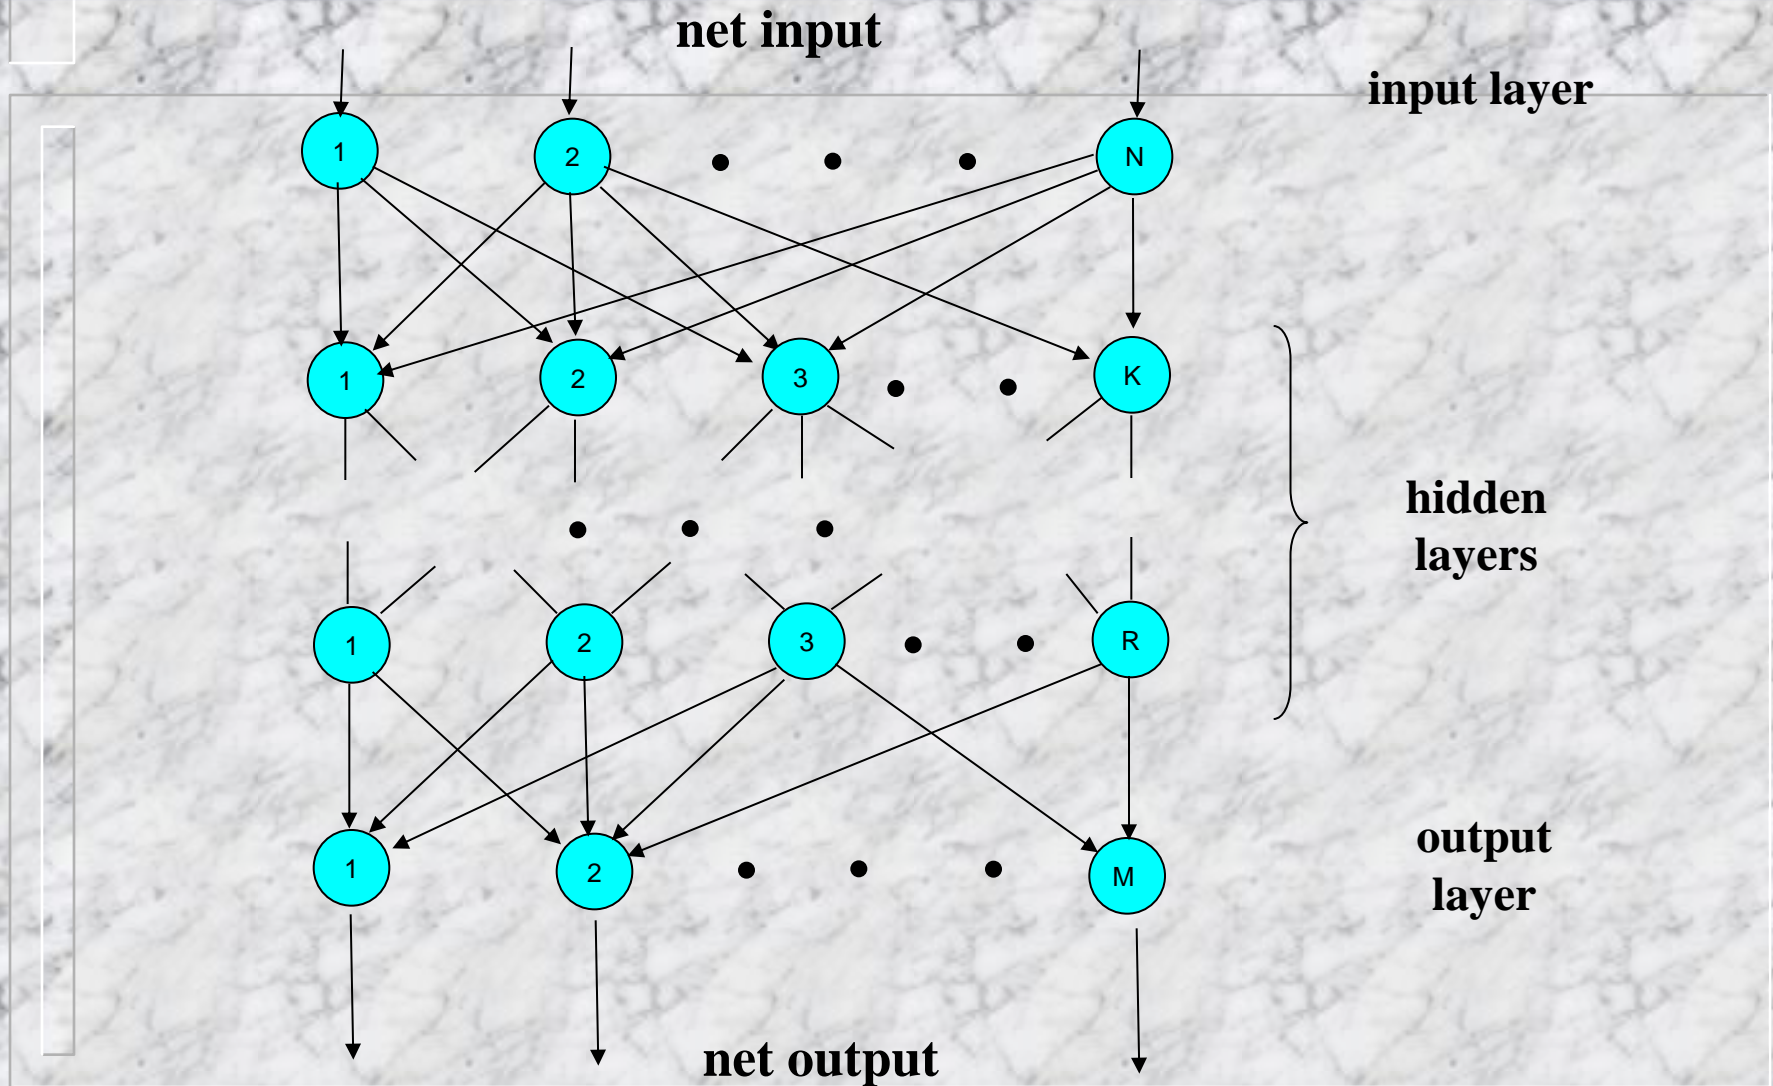 net input
input layer
1 2 N
1 2 3 K
hidden
layers
1 2 3 R
output
layer
1 2 M
net output